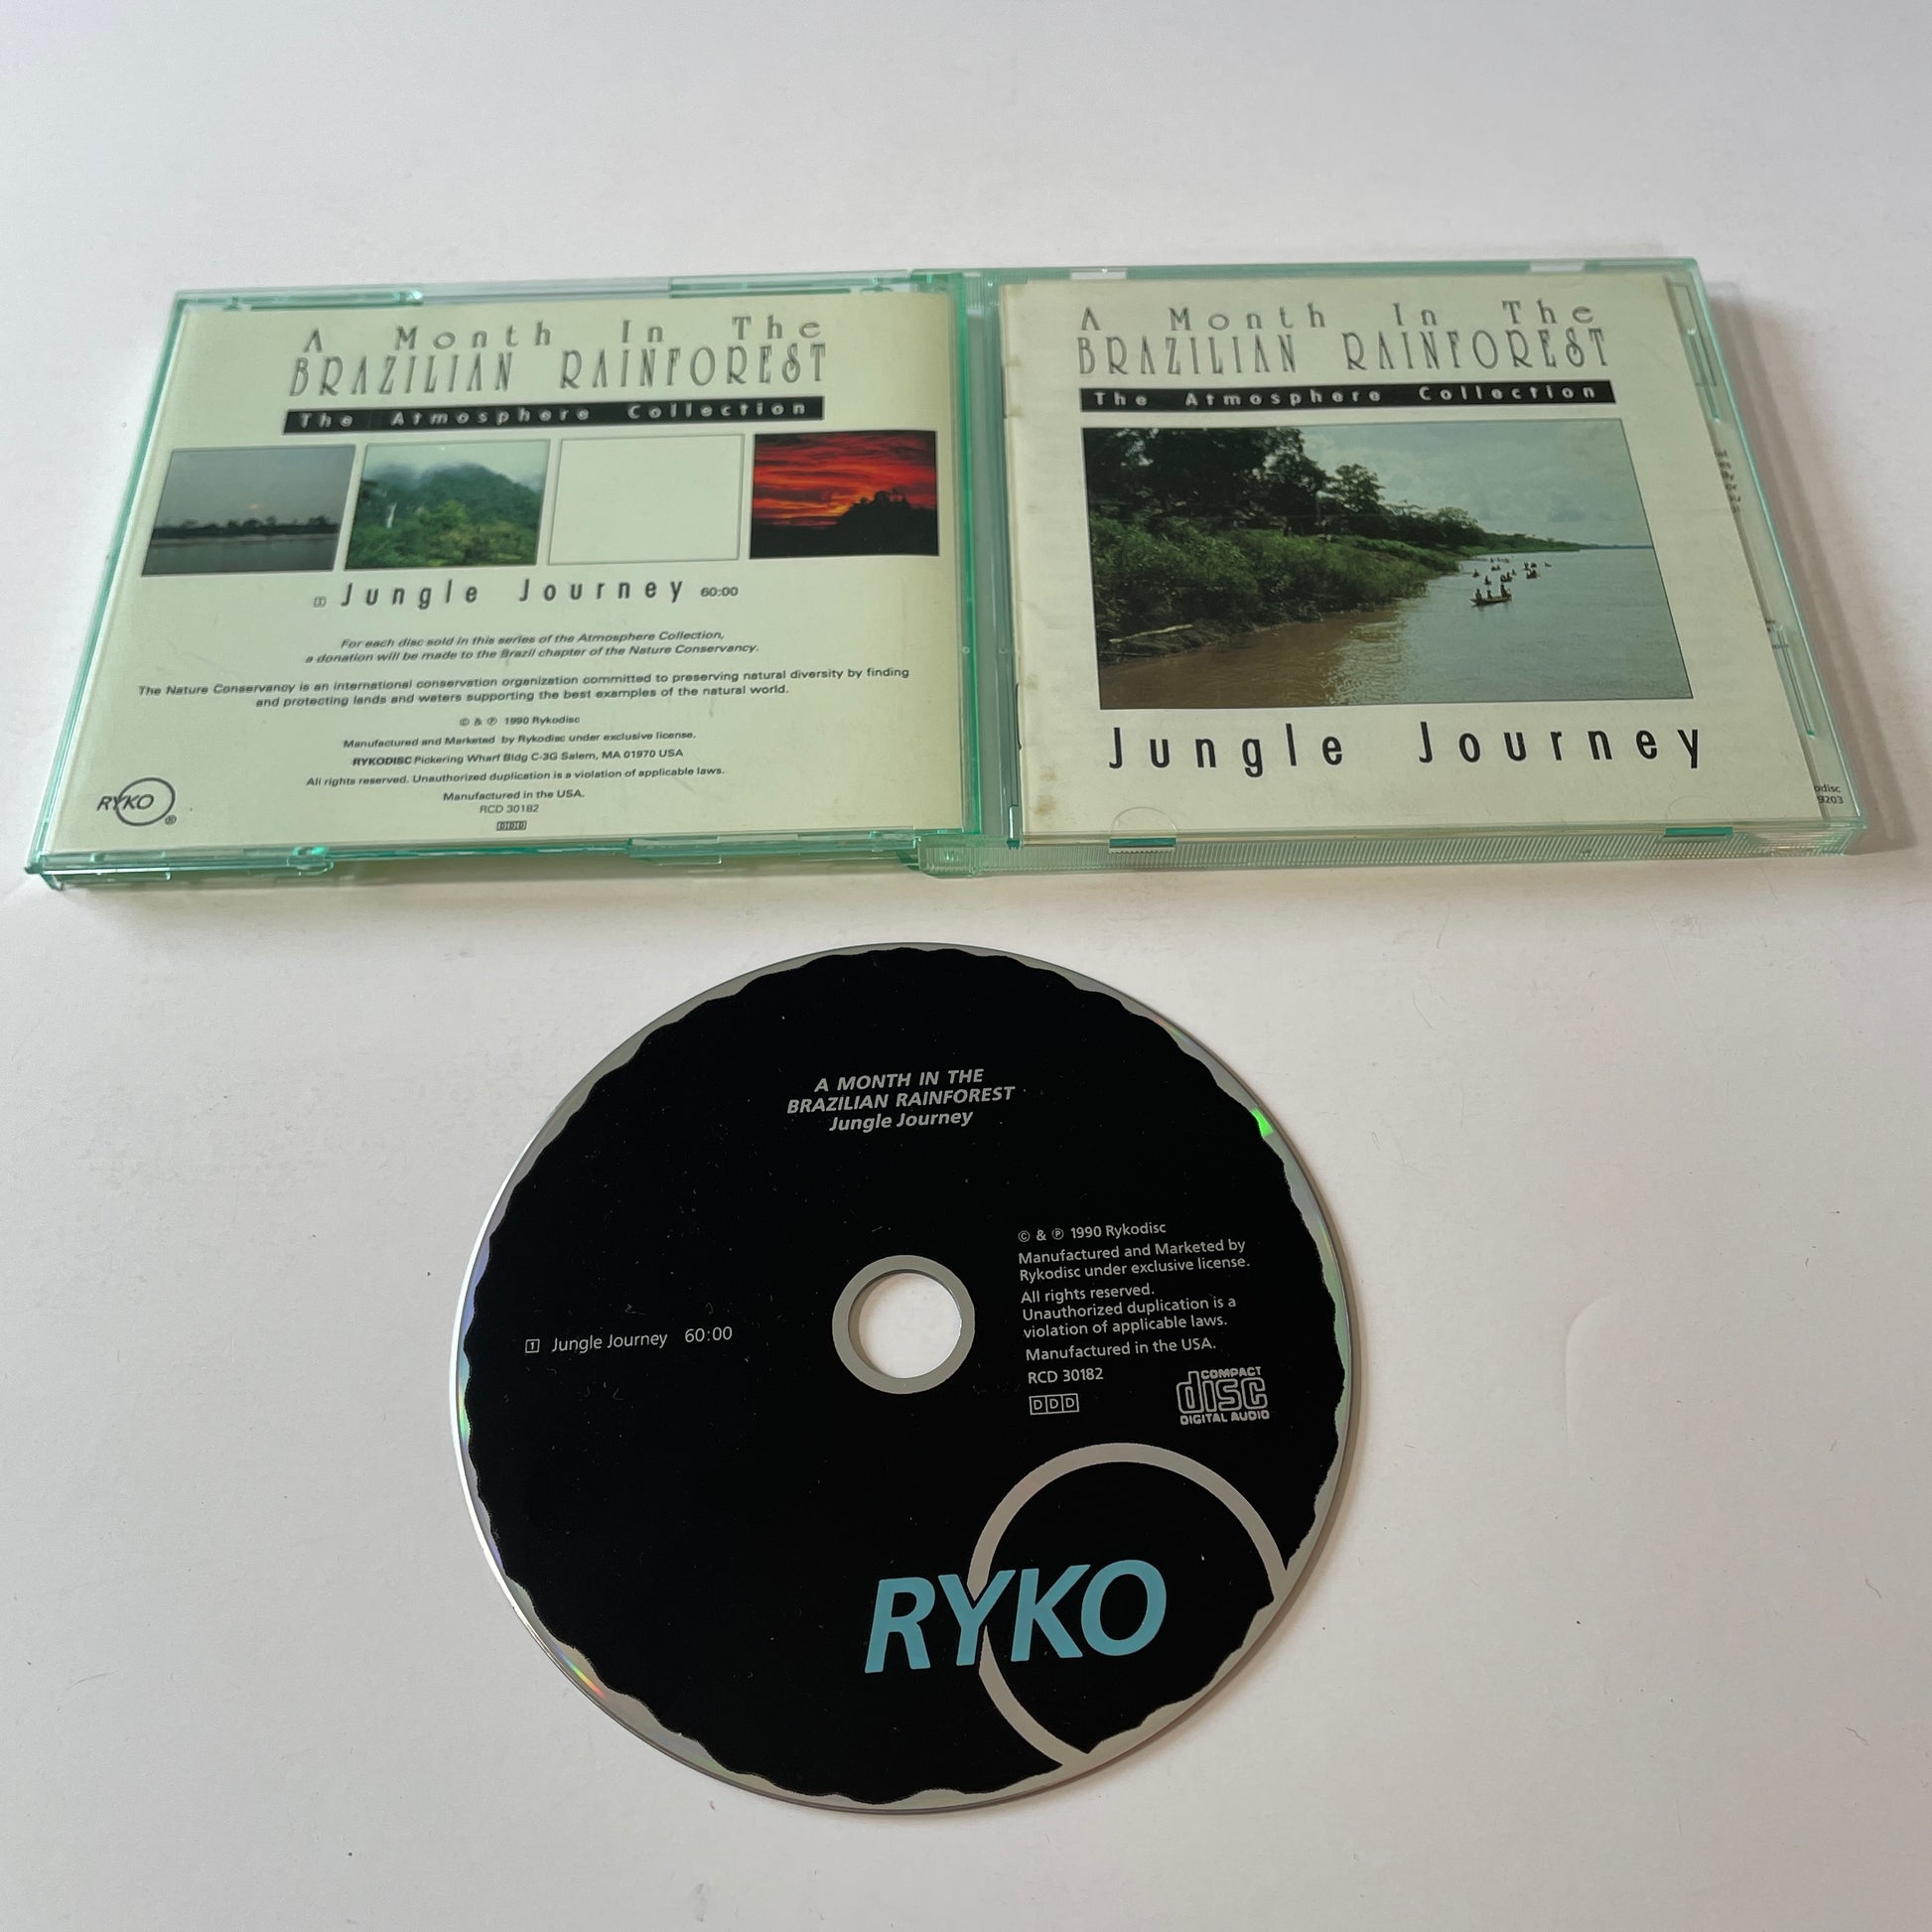 A Month In The
BRAZILIAN RAINFOREST
The Atmosphere Collection
1 Jungle Journey 60:00
For each disc sold in this series of the Atmosphere Collection,
a donation will be made to the Brazil chapter of the Nature Conservancy.
The Nature Conservancy is an international conservation organization committed to preserving natural diversity by finding
and protecting lands and waters supporting the best examples of the natural world.
© & ℗ 1990 Rykodisc
Manufactured and Marketed by Rykodisc under exclusive license.
RYKODISC Pickering Wharf Bldg C-3G Salem, MA 01970 USA
All rights reserved. Unauthorized duplication is a violation of applicable laws.
Manufactured in the USA.
RCD 30182
DDD
RYKO ®
A Month In The
BRAZILIAN RAINFOREST
The Atmosphere Collection
Jungle Journey
odisc
9203
A MONTH IN THE
BRAZILIAN RAINFOREST
Jungle Journey
1 Jungle Journey 60:00
© & ℗ 1990 Rykodisc
Manufactured and Marketed by
Rykodisc under exclusive license.
All rights reserved.
Unauthorized duplication is a
violation of applicable laws.
Manufactured in the USA.
RCD 30182
DDD
COMPACT
disc
DIGITAL AUDIO
RYKO